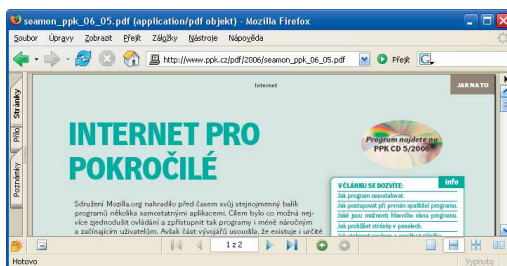 seamon_ppk_06_05.pdf (application/pdf objekt) - Mozilla Firefox
Soubor Úpravy Zobrazit Přejít Záložky Nástroje Nápověda
http://www.ppk.cz/pdf/2006/seamon_ppk_06_05.pdf Přejít
Internet
JAK NA TO
Stránky
Přílo
Poznámky
INTERNET PRO
POKROČILÉ
Program najdete na
PPK CD 5/2006
Sdružení Mozilla.org nahradilo před časem svůj stejnojmenný balík
programů několika samostatnými aplikacemi. Cílem bylo co možná nej-
více zjednodušit ovládání a zpřístupnit tak programy i méně náročným
a začínajícím uživatelům. Avšak část vývojářů usoudila, že existuje i určité
info
V ČLÁNKU SE DOZVÍTE:
Jak program nainstalovat.
Jak postupovat při prvním spuštění programu.
Jaké jsou možnosti hlavního okna programu.
Jak prohlížet stránky v panelech.
1 z 2
Hotovo
Vypnuto